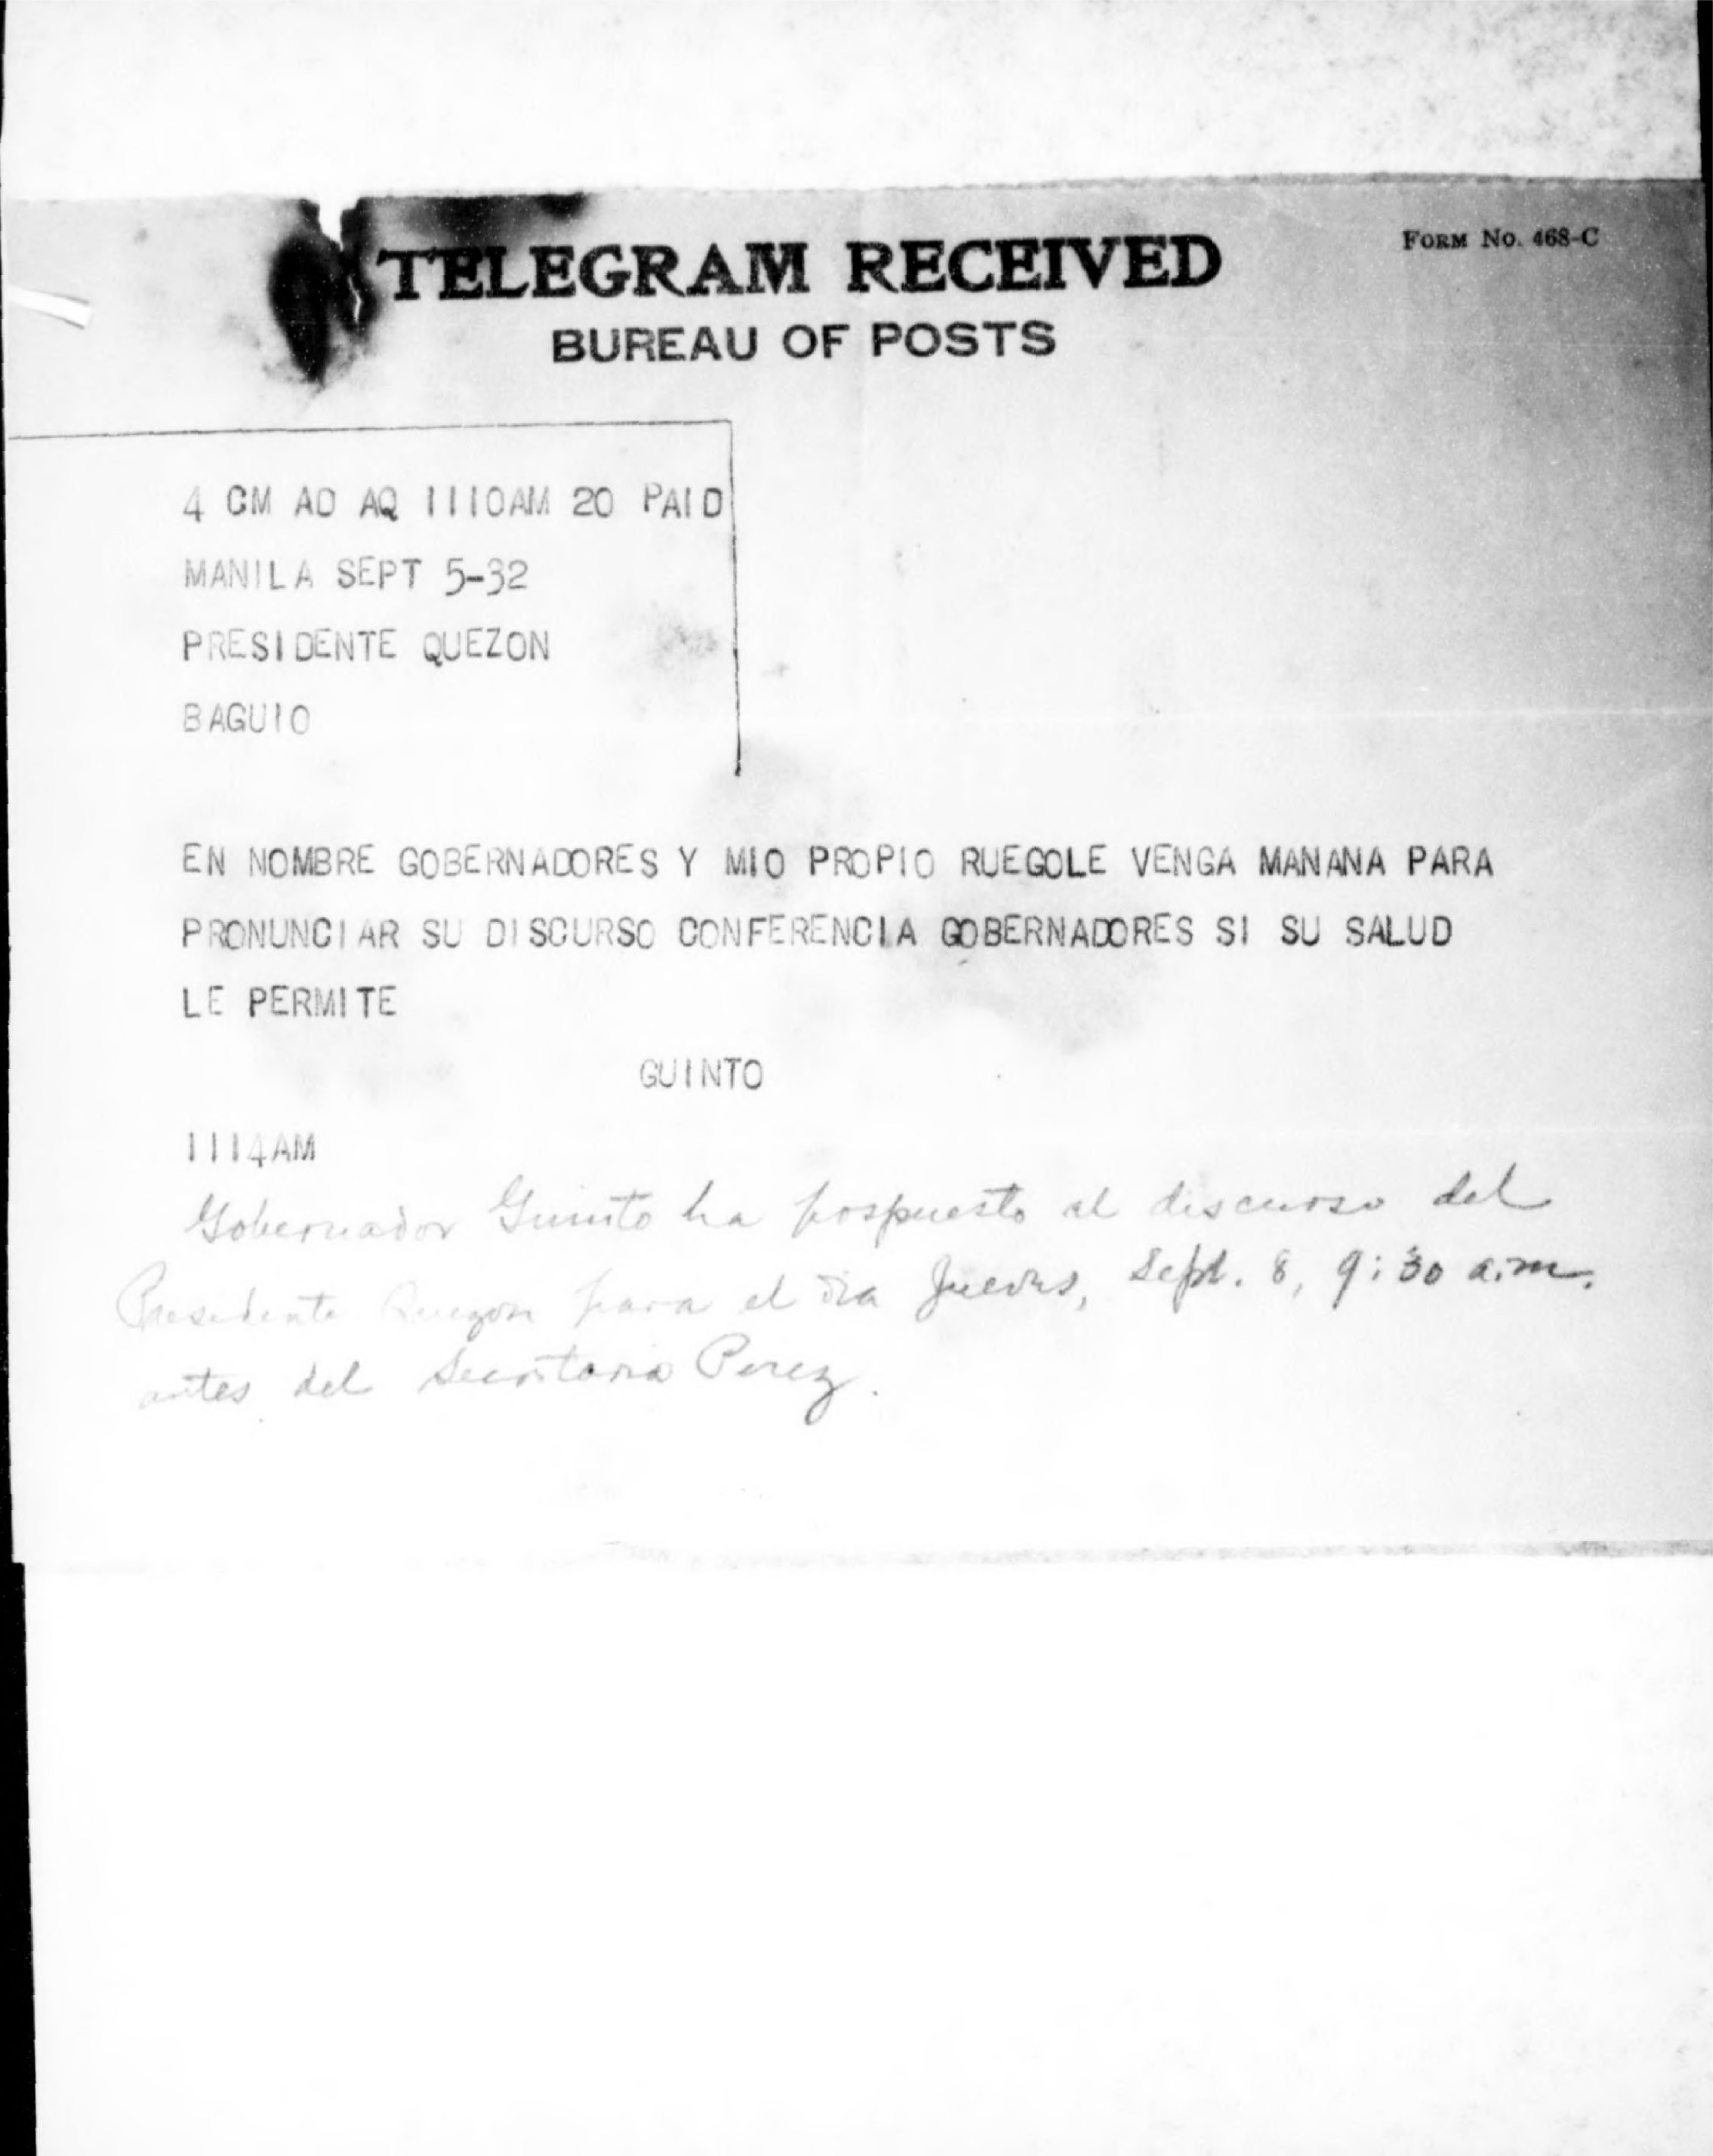 FORM NO. 468-C
TELEGRAM RECEIVED
BUREAU OF POSTS
4 CM AO AQ 1110AM 20 PAID
MANILA SEPT 5-32
PRESIDENTE QUEZON
BAGUIO
EN NOMBRE GOBERNADORES Y MIO PROPIO RUEGOLE VENGA MANANA PARA
PRONUNCIAR SU DISCURSO CONFERENCIA GOBERNADORES SI SU SALUD
LE PERMITE
GUINTO
1114AM
Gobernador Guinto ha pospuesto el discurso del
Presidente Quezon para el dia Jueves, Sept. 8, 9:30 a.m.
antes del Secretario Perez.